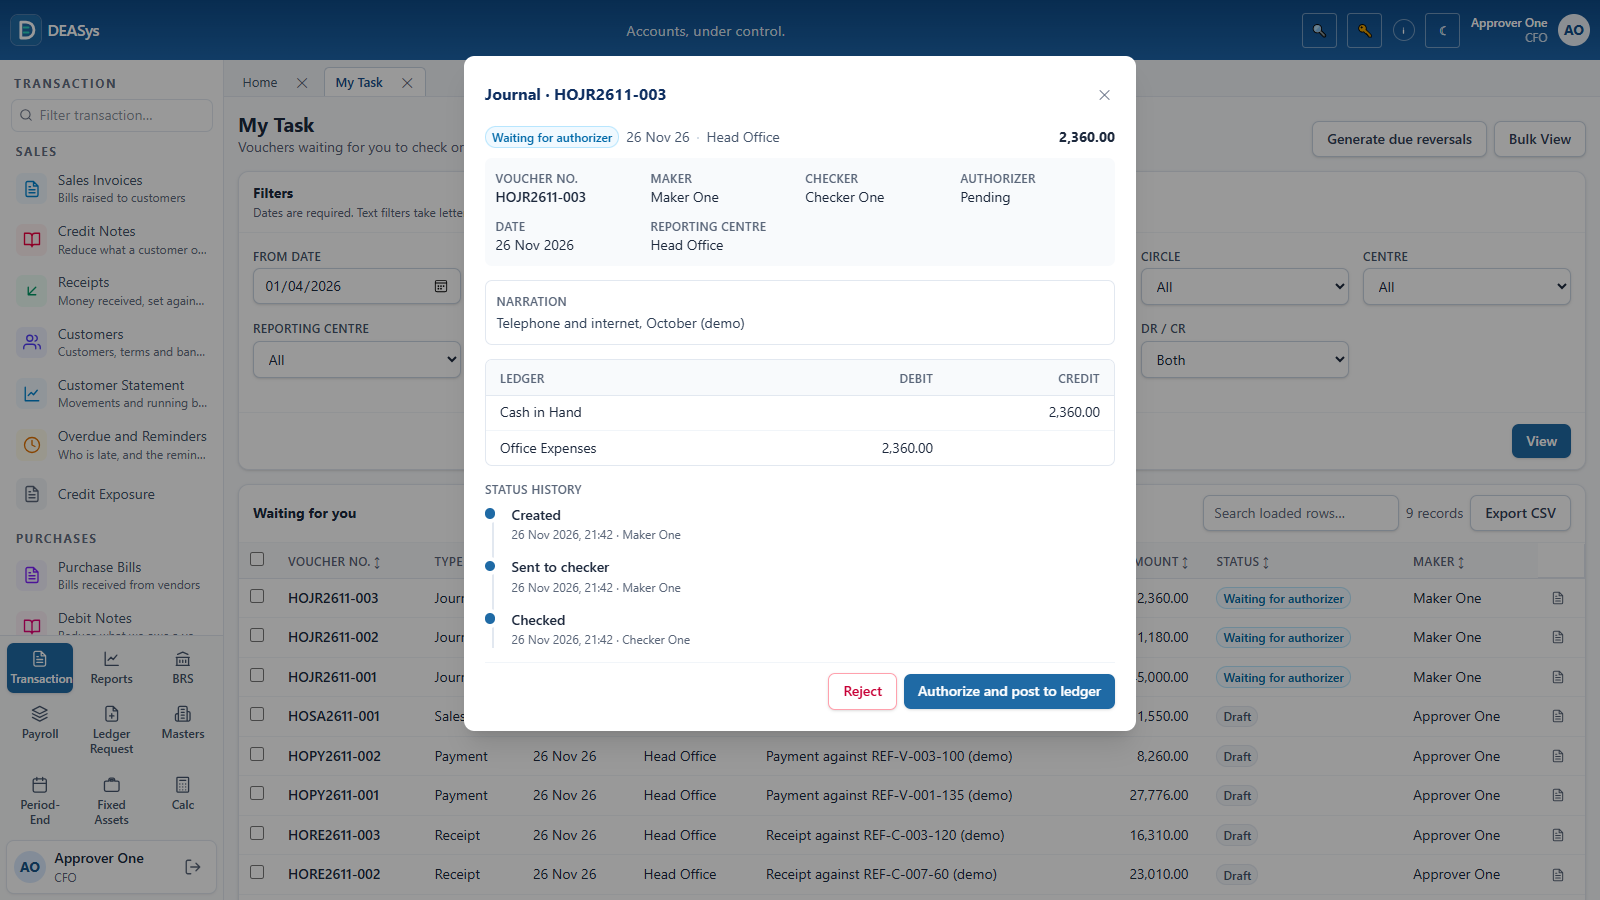 DEASys
Accounts, under control.
Approver One
CFO
AO
TRANSACTION
Filter transaction...
SALES
Sales Invoices
Bills raised to customers
Credit Notes
Reduce what a customer o...
Receipts
Money received, set again...
Customers
Customers, terms and ban...
Customer Statement
Movements and running b...
Overdue and Reminders
Who is late, and the remin...
Credit Exposure
PURCHASES
Purchase Bills
Bills received from vendors
Debit Notes
Transaction
Reports
BRS
Payroll
Ledger Request
Masters
Period-End
Fixed Assets
Calc
AO
Approver One
CFO
Home
My Task
My Task
Vouchers waiting for you to check or
Generate due reversals
Bulk View
Filters
Dates are required. Text filters take lette
FROM DATE
01/04/2026
CIRCLE
All
CENTRE
All
REPORTING CENTRE
All
DR / CR
Both
View
Waiting for you
Search loaded rows...
9 records
Export CSV
VOUCHER NO. TYPE MOUNT STATUS MAKER
HOJR2611-003 Journ 2,360.00 Waiting for authorizer Maker One
HOJR2611-002 Journ 1,180.00 Waiting for authorizer Maker One
HOJR2611-001 Journ 5,000.00 Waiting for authorizer Maker One
HOSA2611-001 Sales 1,550.00 Draft Approver One
HOPY2611-002 Payment 26 Nov 26 Head Office Payment against REF-V-003-100 (demo) 8,260.00 Draft Approver One
HOPY2611-001 Payment 26 Nov 26 Head Office Payment against REF-V-001-135 (demo) 27,776.00 Draft Approver One
HORE2611-003 Receipt 26 Nov 26 Head Office Receipt against REF-C-003-120 (demo) 16,310.00 Draft Approver One
HORE2611-002 Receipt 26 Nov 26 Head Office Receipt against REF-C-007-60 (demo) 23,010.00 Draft Approver One
Journal · HOJR2611-003
Waiting for authorizer 26 Nov 26 · Head Office 2,360.00
VOUCHER NO. MAKER CHECKER AUTHORIZER
HOJR2611-003 Maker One Checker One Pending
DATE REPORTING CENTRE
26 Nov 2026 Head Office
NARRATION
Telephone and internet, October (demo)
LEDGER DEBIT CREDIT
Cash in Hand 2,360.00
Office Expenses 2,360.00
STATUS HISTORY
Created
26 Nov 2026, 21:42 · Maker One
Sent to checker
26 Nov 2026, 21:42 · Maker One
Checked
26 Nov 2026, 21:42 · Checker One
Reject
Authorize and post to ledger